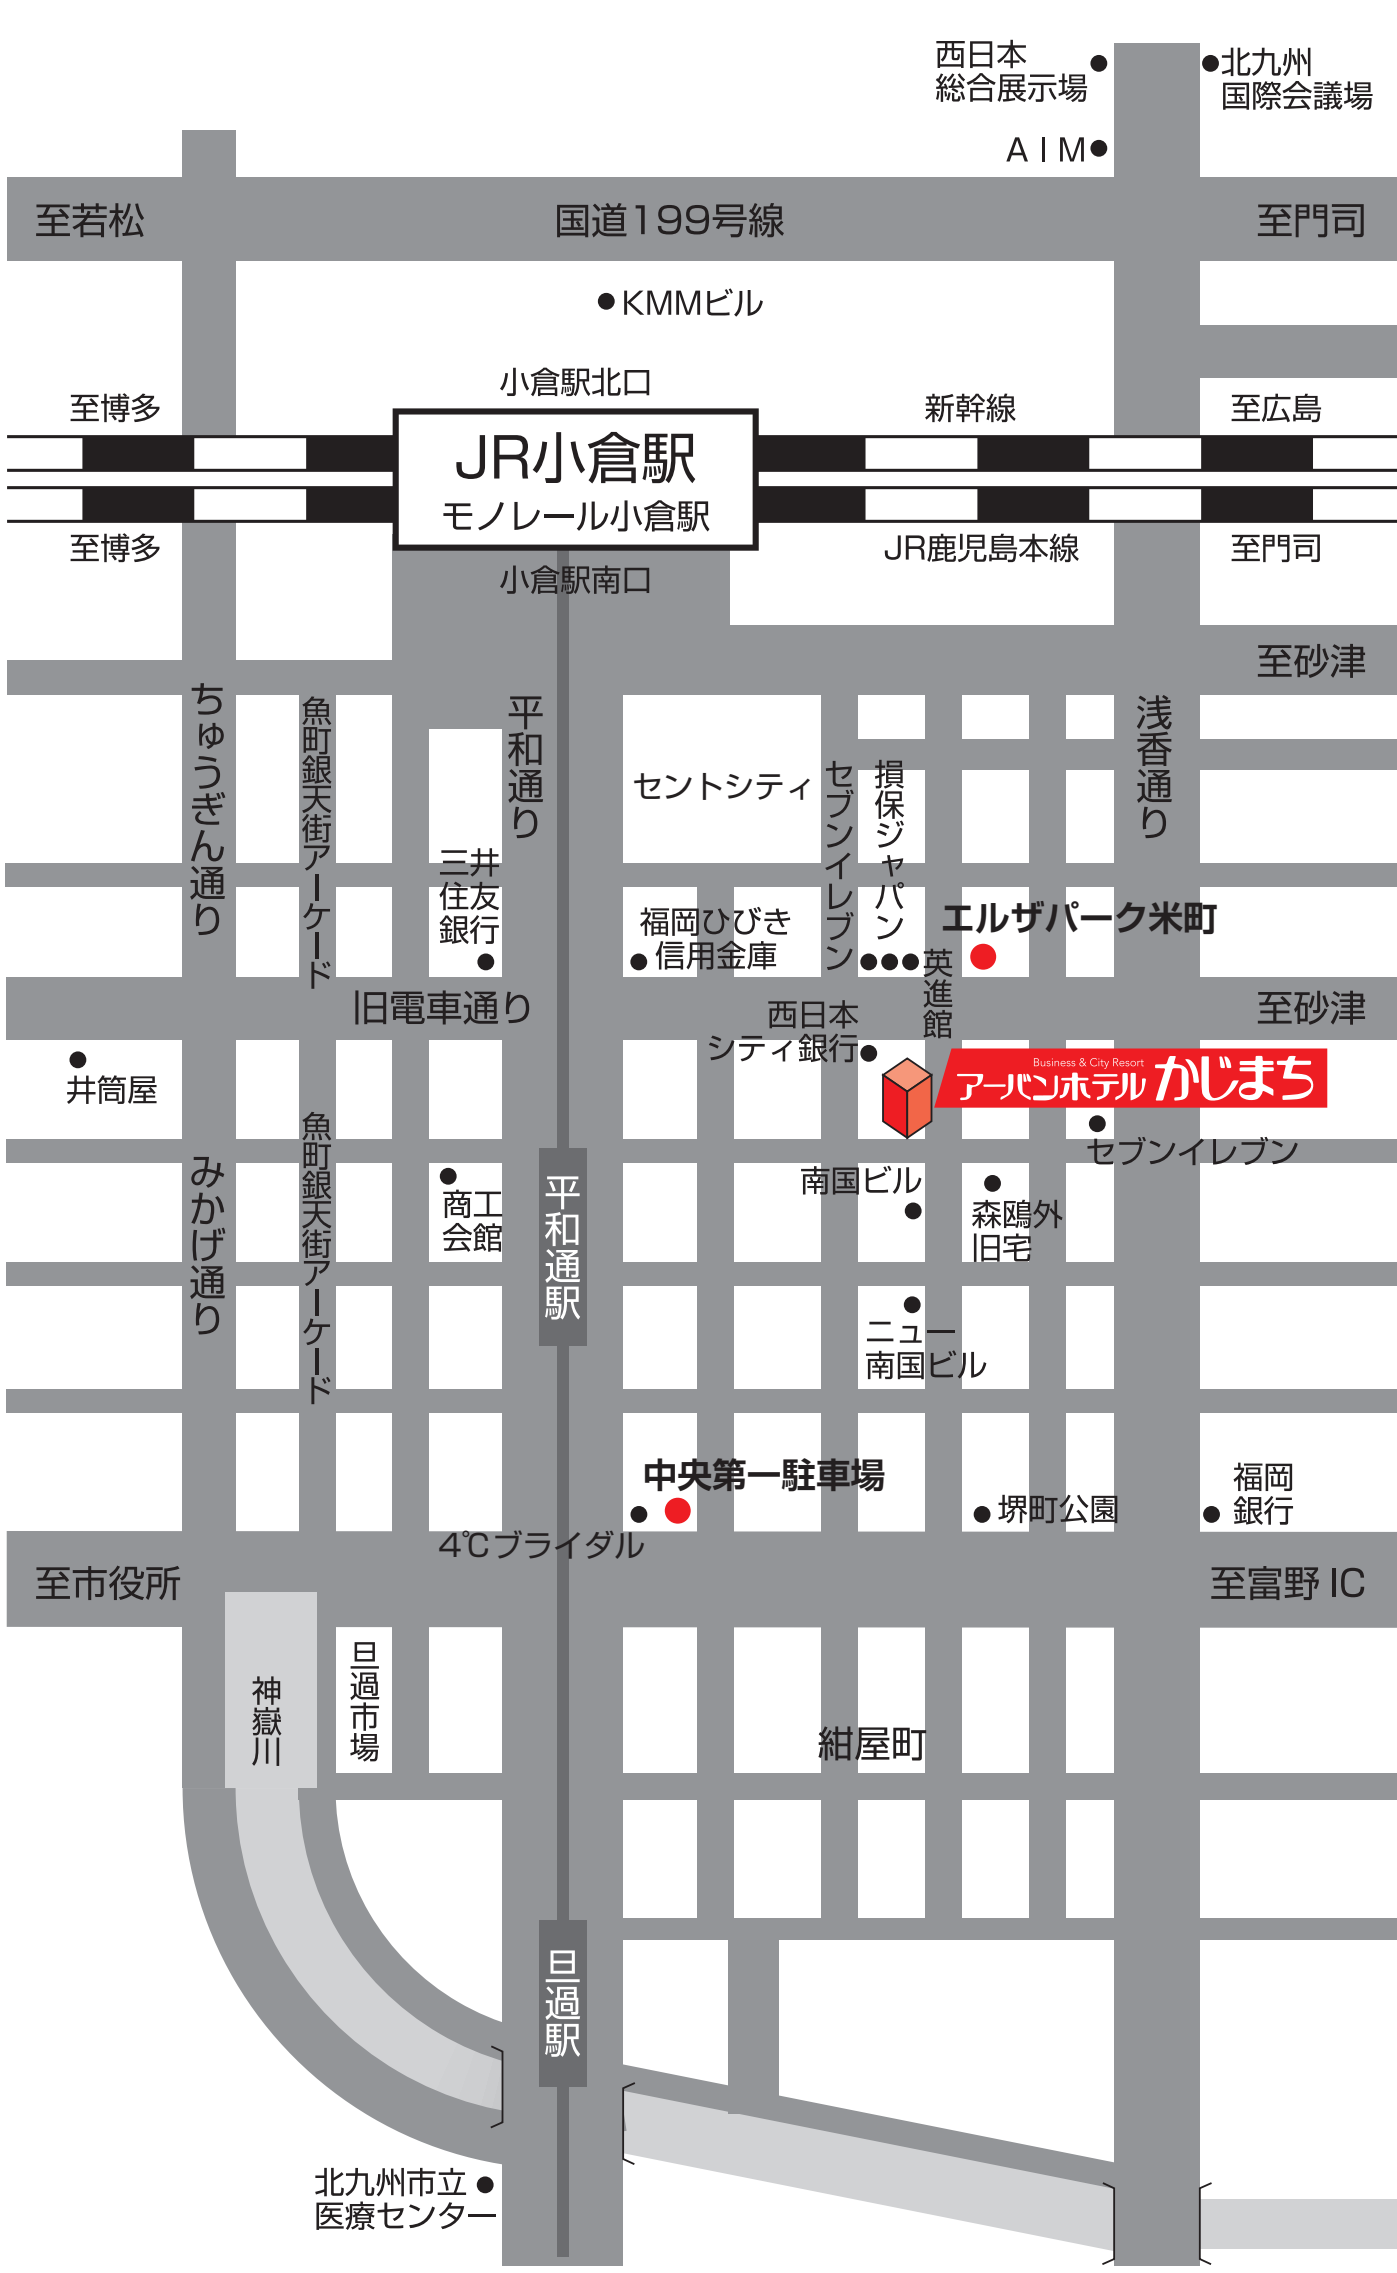 西日本
総合展示場
北九州
国際会議場
AIM
至若松
国道199号線
至門司
KMMビル
小倉駅北口
至博多
新幹線
至広島
JR小倉駅
モノレール小倉駅
至博多
JR鹿児島本線
至門司
小倉駅南口
至砂津
ちゅうぎん通り
魚町銀天街アーケード
平和通り
セントシティ
セブンイレブン
損保ジャパン
浅香通り
三井
住友
銀行
福岡ひびき
信用金庫
エルザパーク米町
英進館
旧電車通り
至砂津
西日本
シティ銀行
井筒屋
Business & City Resort
アーバンホテル かじまち
セブンイレブン
みかげ通り
魚町銀天街アーケード
商工
会館
平和通駅
南国ビル
森鴎外
旧宅
ニュー
南国ビル
中央第一駐車場
堺町公園
福岡
銀行
4℃ブライダル
至市役所
至富野IC
神嶽川
旦過市場
紺屋町
旦過駅
北九州市立
医療センター